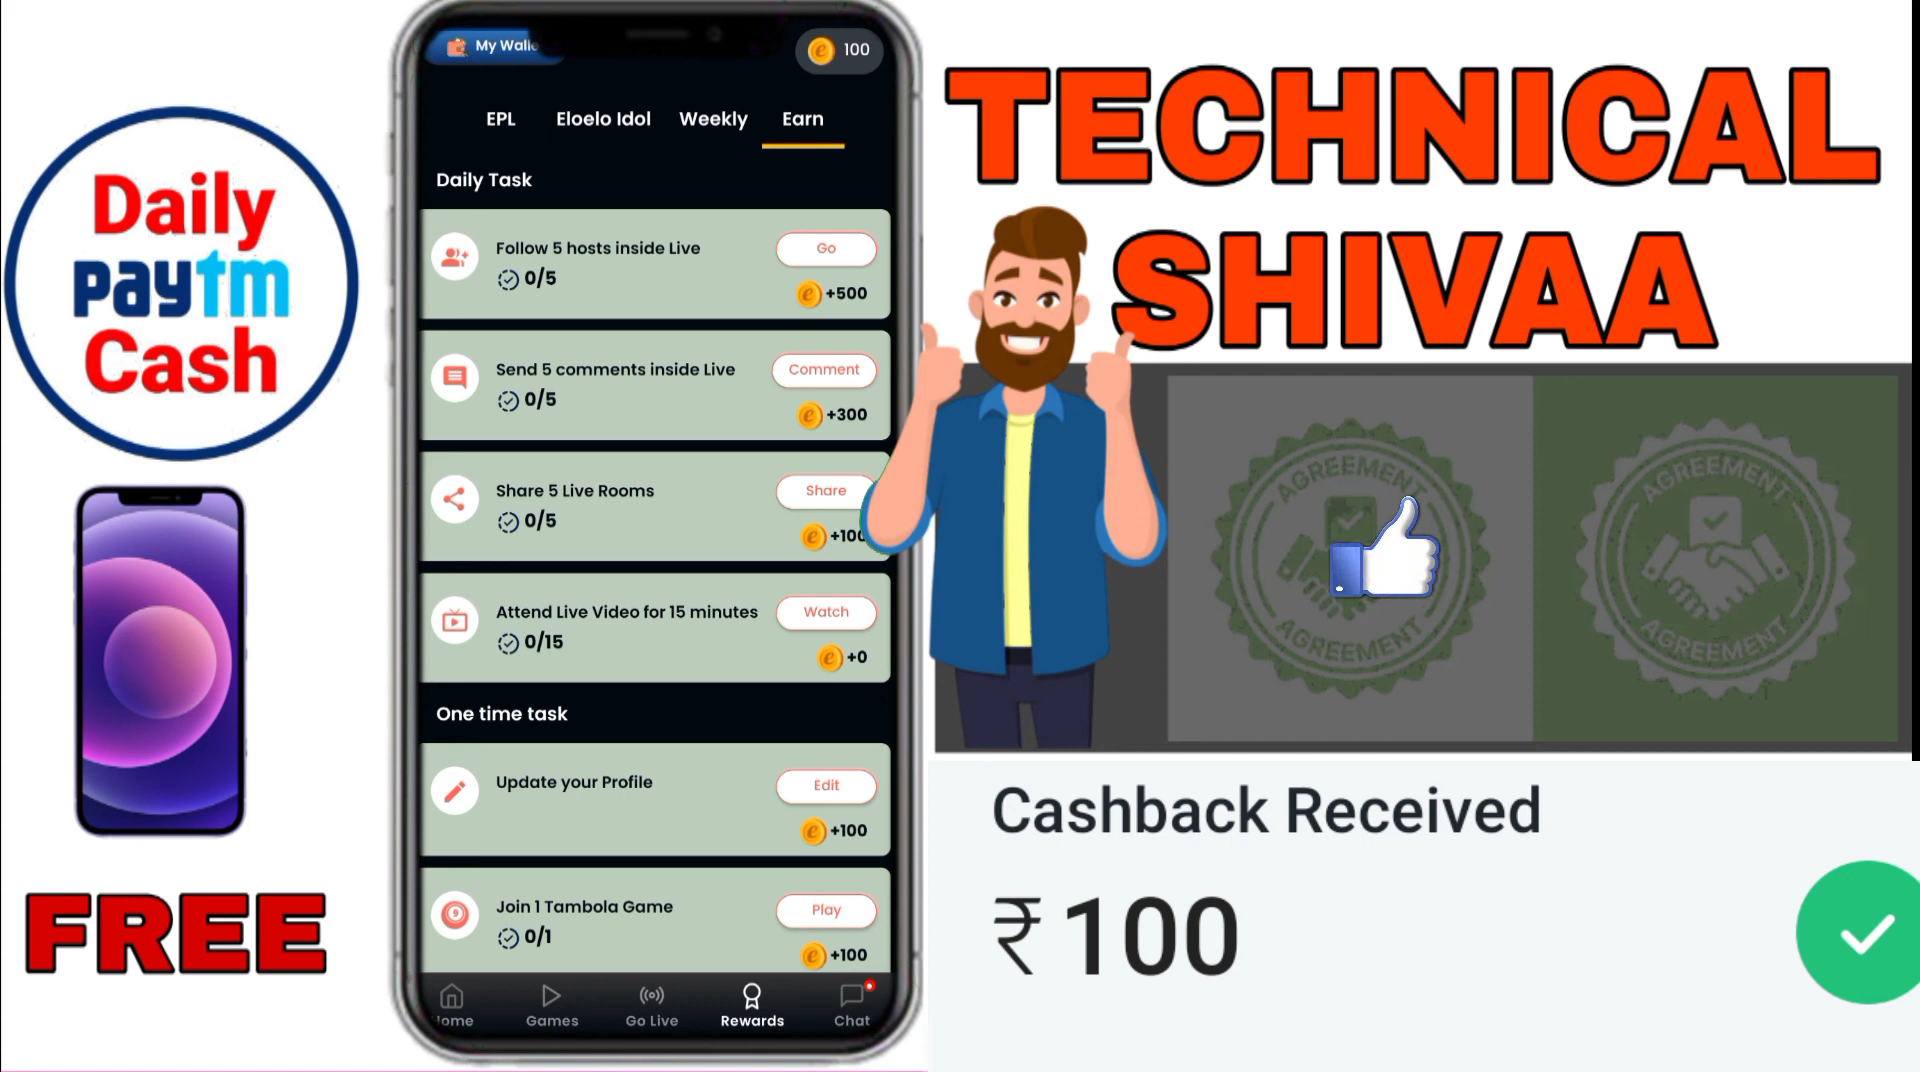 Daily
paytm
Cash
FREE
My Walle
100
EPL
Eloelo Idol
Weekly
Earn
Daily Task
Follow 5 hosts inside Live
0/5
Go
+500
Send 5 comments inside Live
0/5
Comment
+300
Share 5 Live Rooms
0/5
Share
+100
Attend Live Video for 15 minutes
0/15
Watch
+0
One time task
Update your Profile
Edit
+100
Join 1 Tambola Game
0/1
Play
+100
ome
Games
Go Live
Rewards
Chat
TECHNICAL
SHIVAA
AGREEMENT
AGREEMENT
AGREEMENT
AGREEMENT
Cashback Received
₹100